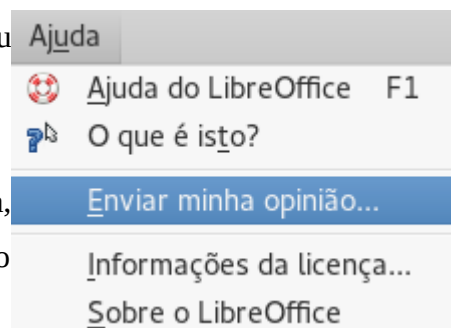 Ajuda
Ajuda do LibreOffice F1
O que é isto?
Enviar minha opinião...
Informações da licença...
Sobre o LibreOffice